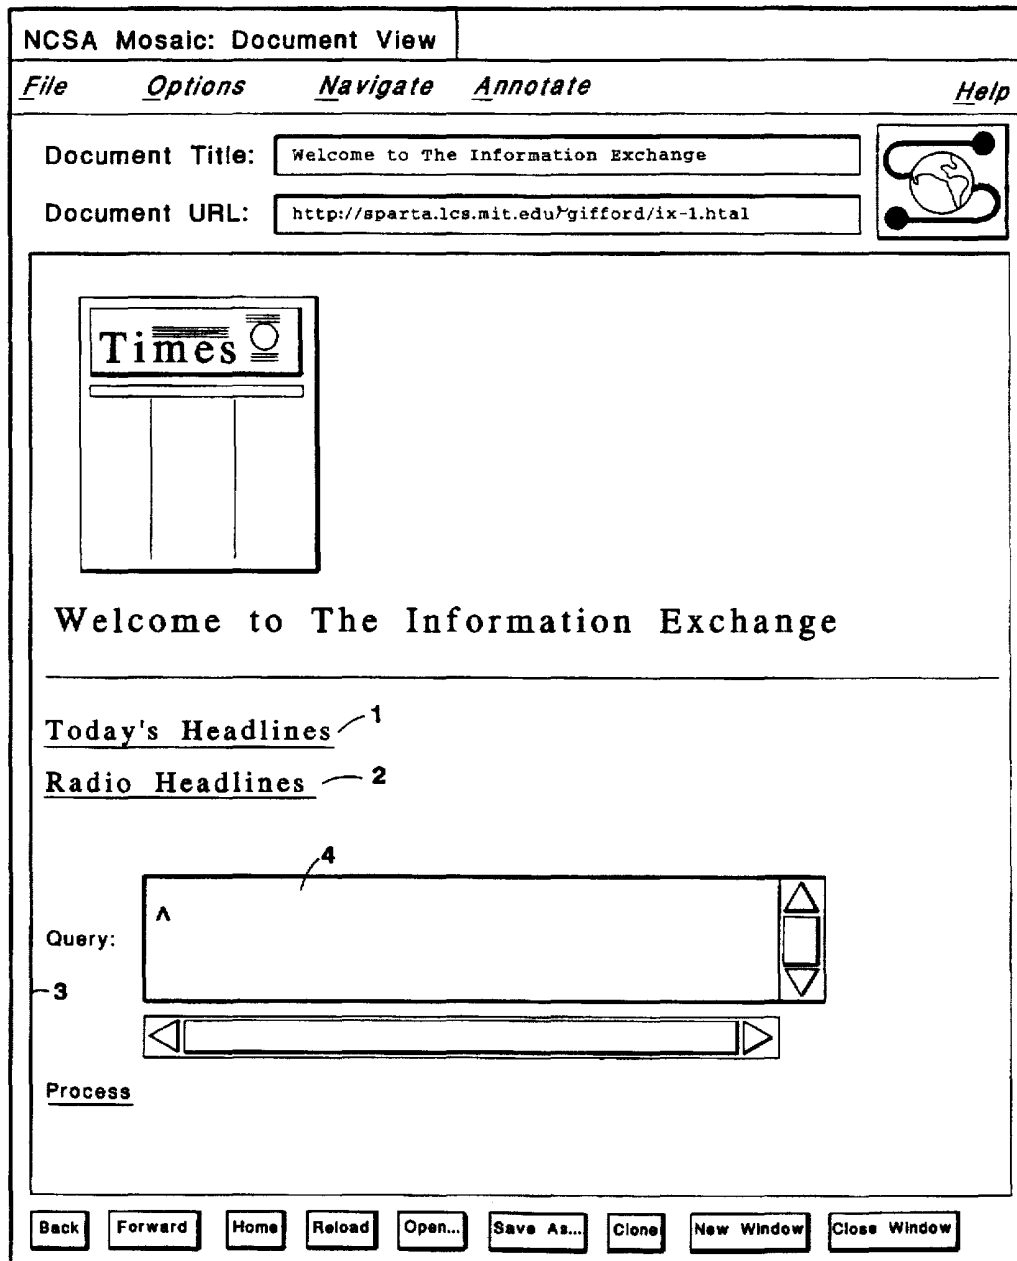 NCSA Mosaic: Document View
File Options Navigate Annotate Help
Document Title: Welcome to The Information Exchange
Document URL: http://sparta.lcs.mit.edu/~gifford/ix-1.htal
Times
Welcome to The Information Exchange
Today's Headlines 1
Radio Headlines 2
4
^
Query:
3
Process
Back Forward Home Reload Open... Save As... Clone New Window Close Window